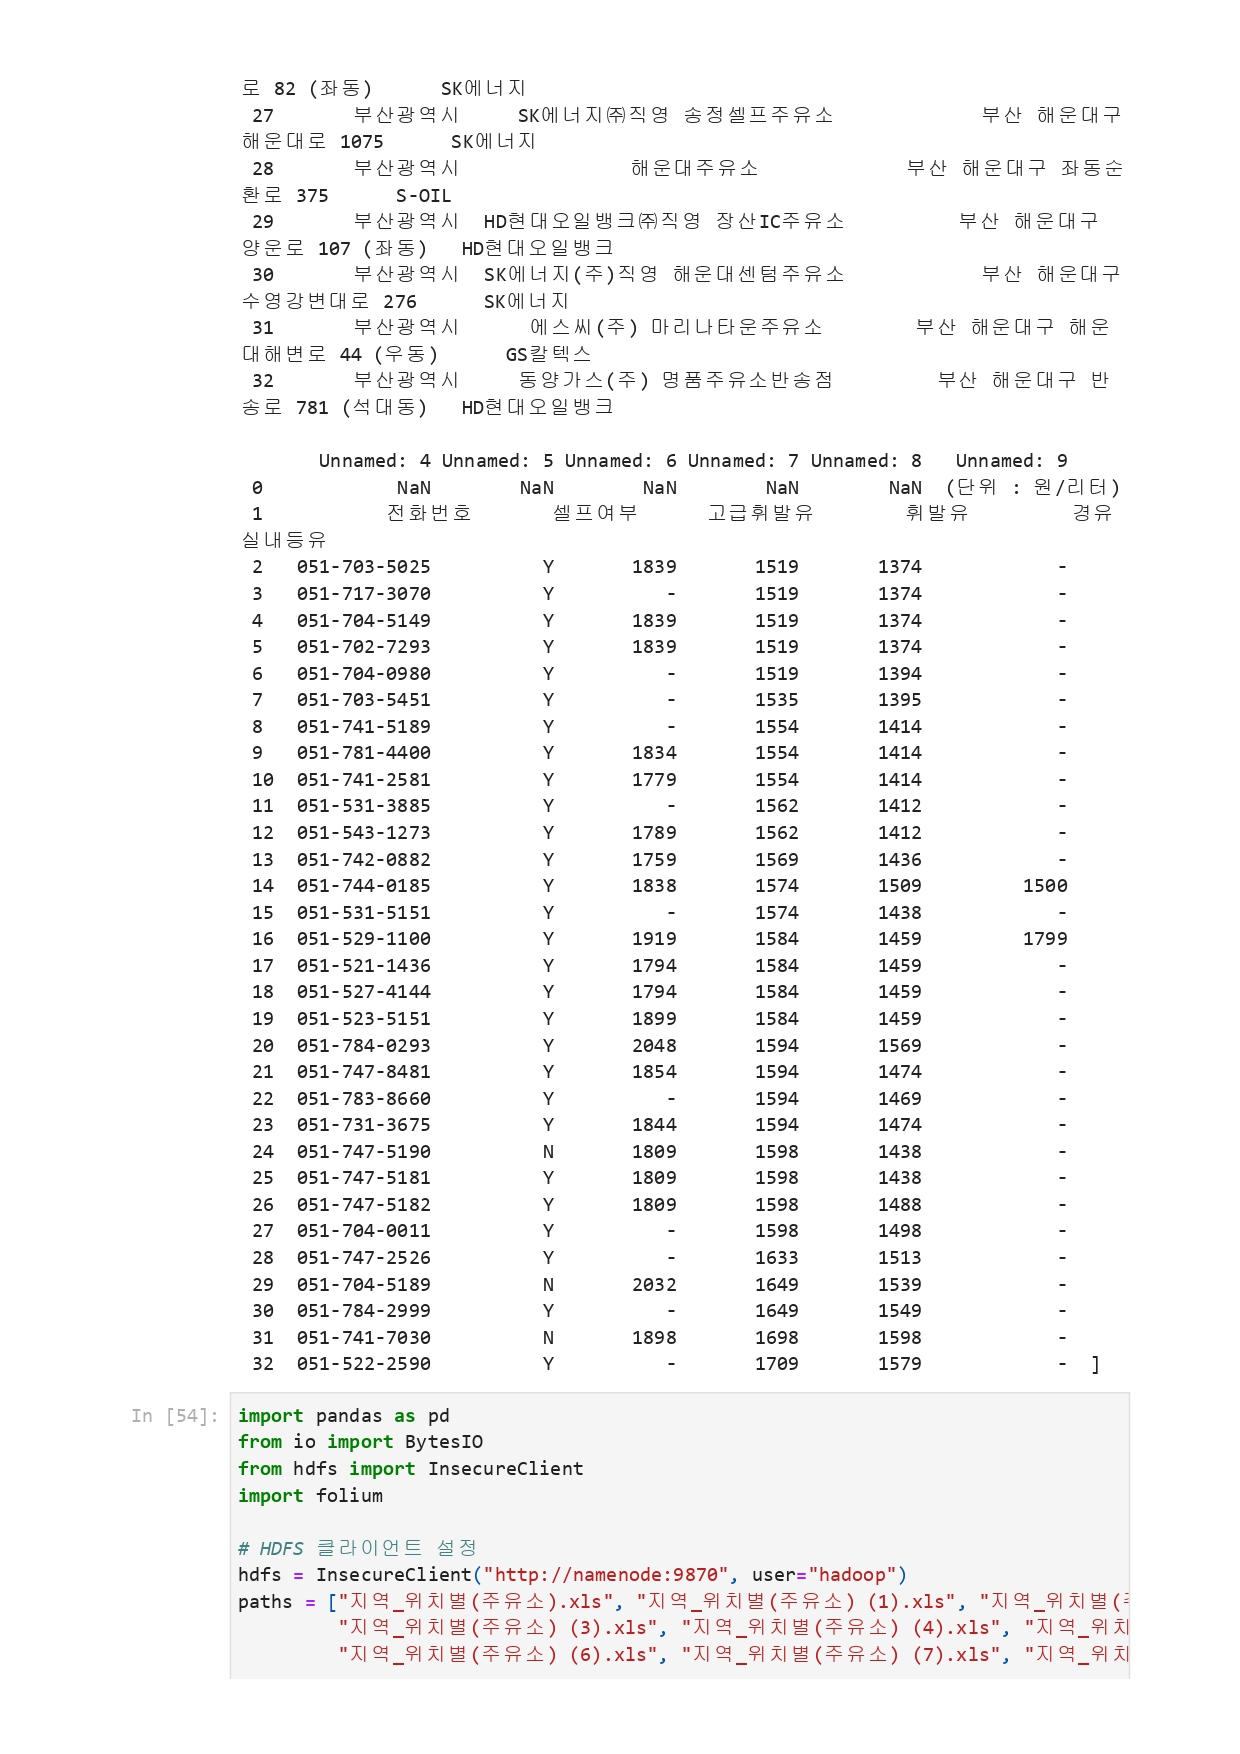 로 82 (좌동)      SK에너지
27       부산광역시     SK에너지㈜직영 송정셀프주유소             부산 해운대구
해운대로 1075      SK에너지
28       부산광역시               해운대주유소             부산 해운대구 좌동순
환로 375      S-OIL
29       부산광역시  HD현대오일뱅크㈜직영 장산IC주유소          부산 해운대구
양운로 107 (좌동)   HD현대오일뱅크
30       부산광역시  SK에너지(주)직영 해운대센텀주유소            부산 해운대구
수영강변대로 276      SK에너지
31       부산광역시      에스씨(주) 마리나타운주유소        부산 해운대구 해운
대해변로 44 (우동)      GS칼텍스
32       부산광역시     동양가스(주) 명품주유소반송점         부산 해운대구 반
송로 781 (석대동)   HD현대오일뱅크
Unnamed: 4 Unnamed: 5 Unnamed: 6 Unnamed: 7 Unnamed: 8   Unnamed: 9
0            NaN        NaN        NaN        NaN        NaN  (단위 : 원/리터)
1           전화번호       셀프여부      고급휘발유        휘발유         경유
실내등유
2   051-703-5025          Y       1839       1519       1374            -
3   051-717-3070          Y          -       1519       1374            -
4   051-704-5149          Y       1839       1519       1374            -
5   051-702-7293          Y       1839       1519       1374            -
6   051-704-0980          Y          -       1519       1394            -
7   051-703-5451          Y          -       1535       1395            -
8   051-741-5189          Y          -       1554       1414            -
9   051-781-4400          Y       1834       1554       1414            -
10  051-741-2581          Y       1779       1554       1414            -
11  051-531-3885          Y          -       1562       1412            -
12  051-543-1273          Y       1789       1562       1412            -
13  051-742-0882          Y       1759       1569       1436            -
14  051-744-0185          Y       1838       1574       1509         1500
15  051-531-5151          Y          -       1574       1438            -
16  051-529-1100          Y       1919       1584       1459         1799
17  051-521-1436          Y       1794       1584       1459            -
18  051-527-4144          Y       1794       1584       1459            -
19  051-523-5151          Y       1899       1584       1459            -
20  051-784-0293          Y       2048       1594       1569            -
21  051-747-8481          Y       1854       1594       1474            -
22  051-783-8660          Y          -       1594       1469            -
23  051-731-3675          Y       1844       1594       1474            -
24  051-747-5190          N       1809       1598       1438            -
25  051-747-5181          Y       1809       1598       1438            -
26  051-747-5182          Y       1809       1598       1488            -
27  051-704-0011          Y          -       1598       1498            -
28  051-747-2526          Y          -       1633       1513            -
29  051-704-5189          N       2032       1649       1539            -
30  051-784-2999          Y          -       1649       1549            -
31  051-741-7030          N       1898       1698       1598            -
32  051-522-2590          Y          -       1709       1579            -  ]
In [54]: import pandas as pd
from io import BytesIO
from hdfs import InsecureClient
import folium
# HDFS 클라이언트 설정
hdfs = InsecureClient("http://namenode:9870", user="hadoop")
paths = ["지역_위치별(주유소).xls", "지역_위치별(주유소) (1).xls", "지역_위치별(
"지역_위치별(주유소) (3).xls", "지역_위치별(주유소) (4).xls", "지역_위치
"지역_위치별(주유소) (6).xls", "지역_위치별(주유소) (7).xls", "지역_위치